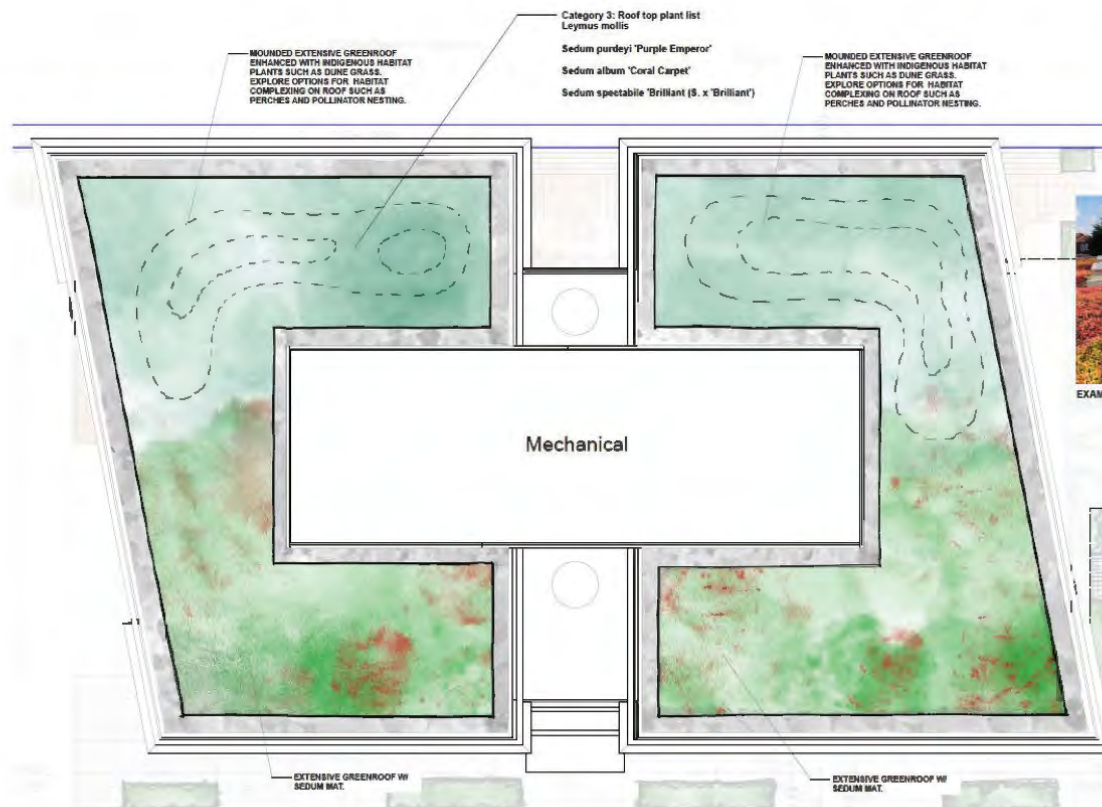 Category 3: Roof top plant list
Leymus mollis
Sedum purdeyi 'Purple Emperor'
Sedum album 'Coral Carpet'
Sedum spectabile 'Brilliant (S. x 'Brilliant')
MOUNDED EXTENSIVE GREENROOF
ENHANCED WITH INDIGENOUS HABITAT
PLANTS SUCH AS DUNE GRASS.
EXPLORE OPTIONS FOR HABITAT
COMPLEXING ON ROOF SUCH AS
PERCHES AND POLLINATOR NESTING.
MOUNDED EXTENSIVE GREENROOF
ENHANCED WITH INDIGENOUS HABITAT
PLANTS SUCH AS DUNE GRASS.
EXPLORE OPTIONS FOR HABITAT
COMPLEXING ON ROOF SUCH AS
PERCHES AND POLLINATOR NESTING.
EXAM
Mechanical
EXTENSIVE GREENROOF W/
SEDUM MAT.
EXTENSIVE GREENROOF W/
SEDUM MAT.